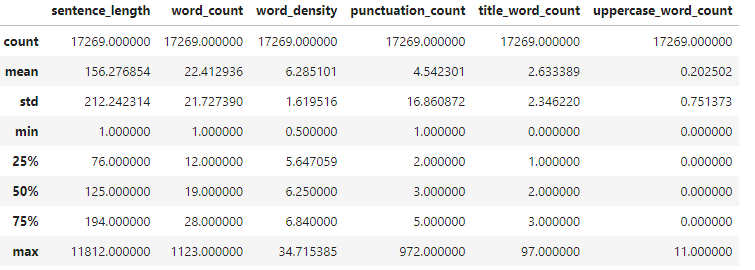 sentence_length word_count word_density punctuation_count title_word_count uppercase_word_count
count 17269.000000 17269.000000 17269.000000 17269.000000 17269.000000 17269.000000
mean 156.276854 22.412936 6.285101 4.542301 2.633389 0.202502
std 212.242314 21.727390 1.619516 16.860872 2.346220 0.751373
min 1.000000 1.000000 0.500000 1.000000 0.000000 0.000000
25% 76.000000 12.000000 5.647059 2.000000 1.000000 0.000000
50% 125.000000 19.000000 6.250000 3.000000 2.000000 0.000000
75% 194.000000 28.000000 6.840000 5.000000 3.000000 0.000000
max 11812.000000 1123.000000 34.715385 972.000000 97.000000 11.000000